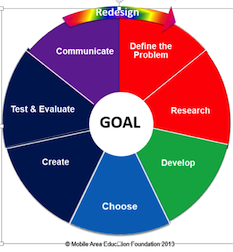 Redesign
Communicate
Define the
Problem
Test & Evaluate
Research
GOAL
Create
Develop
Choose
© Mobile Area Education Foundation 2013